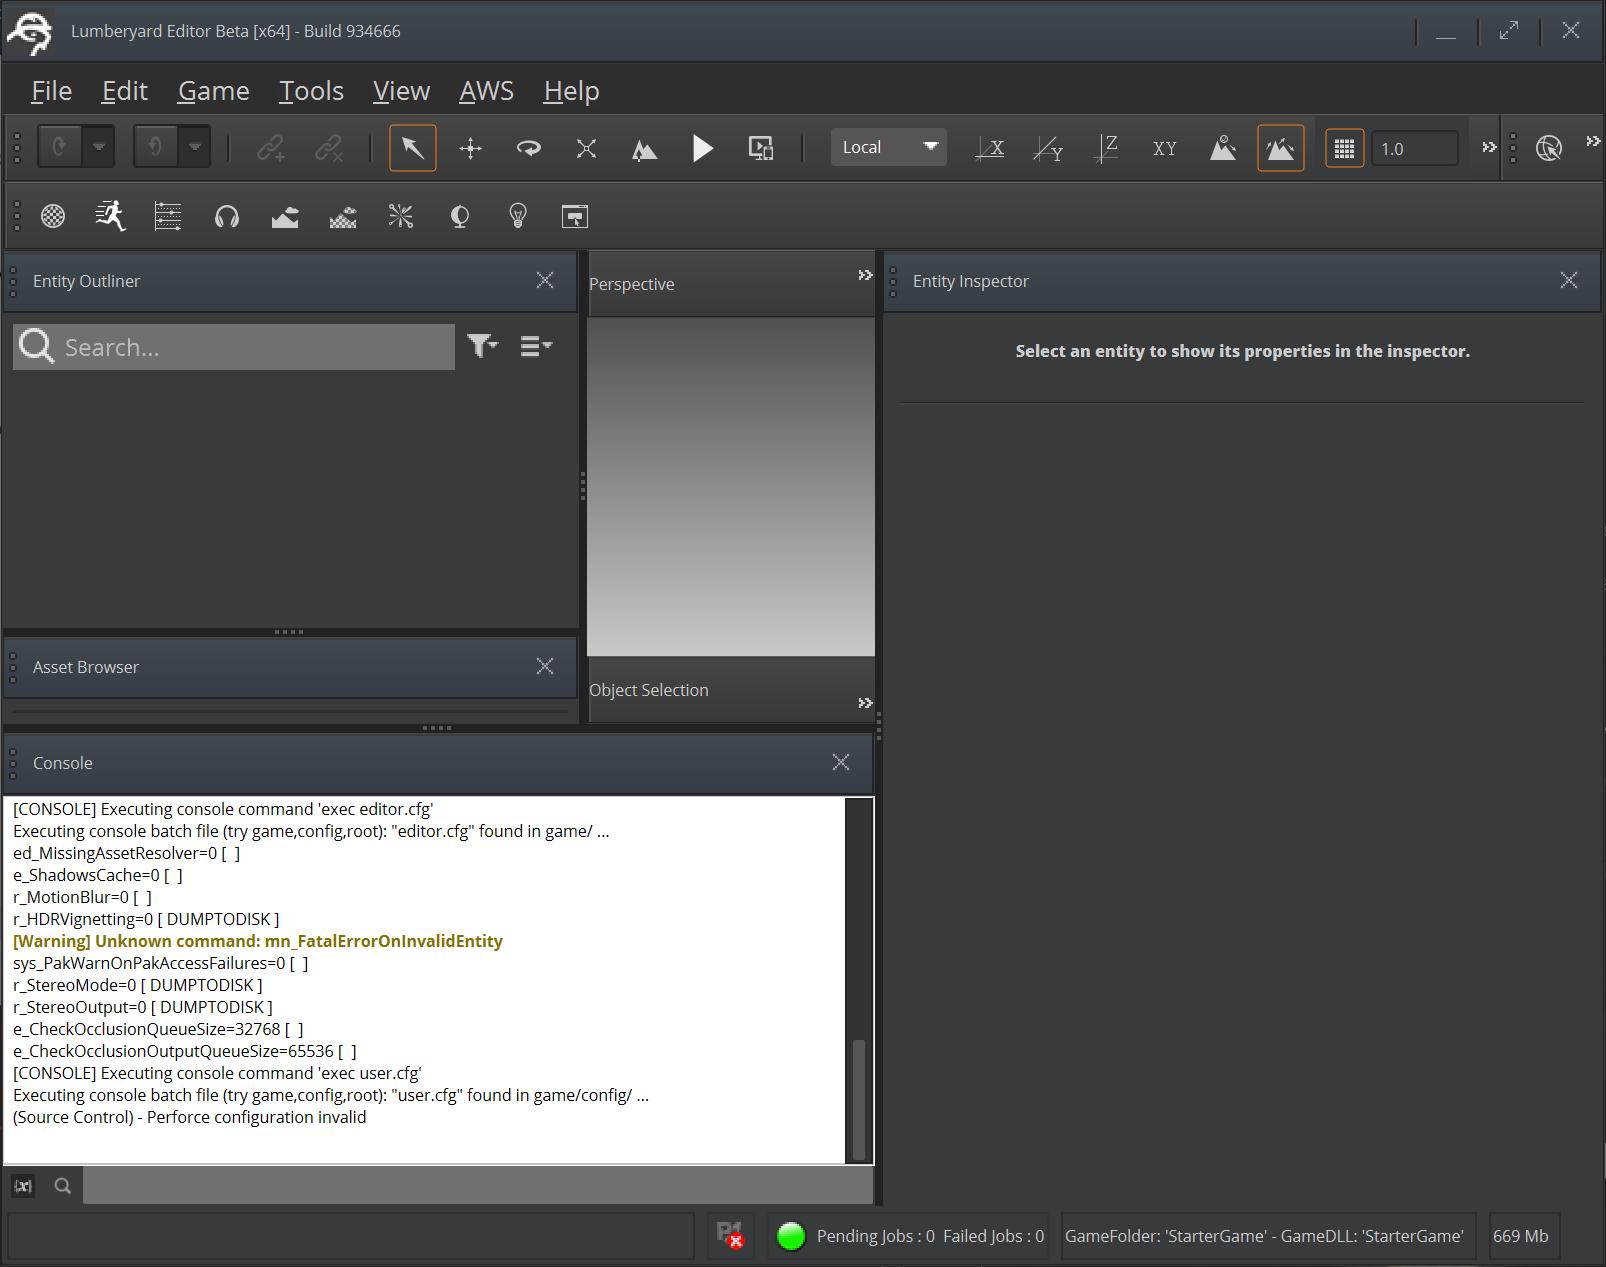 Lumberyard Editor Beta [x64] - Build 934666
File Edit Game Tools View AWS Help
Local X Y Z XY 1.0
Entity Outliner
Search...
Perspective
Entity Inspector
Select an entity to show its properties in the inspector.
Asset Browser
Object Selection
Console
[CONSOLE] Executing console command 'exec editor.cfg'
Executing console batch file (try game,config,root): "editor.cfg" found in game/ ...
ed_MissingAssetResolver=0 [ ]
e_ShadowsCache=0 [ ]
r_MotionBlur=0 [ ]
r_HDRVignetting=0 [ DUMPTODISK ]
[Warning] Unknown command: mn_FatalErrorOnInvalidEntity
sys_PakWarnOnPakAccessFailures=0 [ ]
r_StereoMode=0 [ DUMPTODISK ]
r_StereoOutput=0 [ DUMPTODISK ]
e_CheckOcclusionQueueSize=32768 [ ]
e_CheckOcclusionOutputQueueSize=65536 [ ]
[CONSOLE] Executing console command 'exec user.cfg'
Executing console batch file (try game,config,root): "user.cfg" found in game/config/ ...
(Source Control) - Perforce configuration invalid
Pending Jobs : 0 Failed Jobs : 0
GameFolder: 'StarterGame' - GameDLL: 'StarterGame'
669 Mb